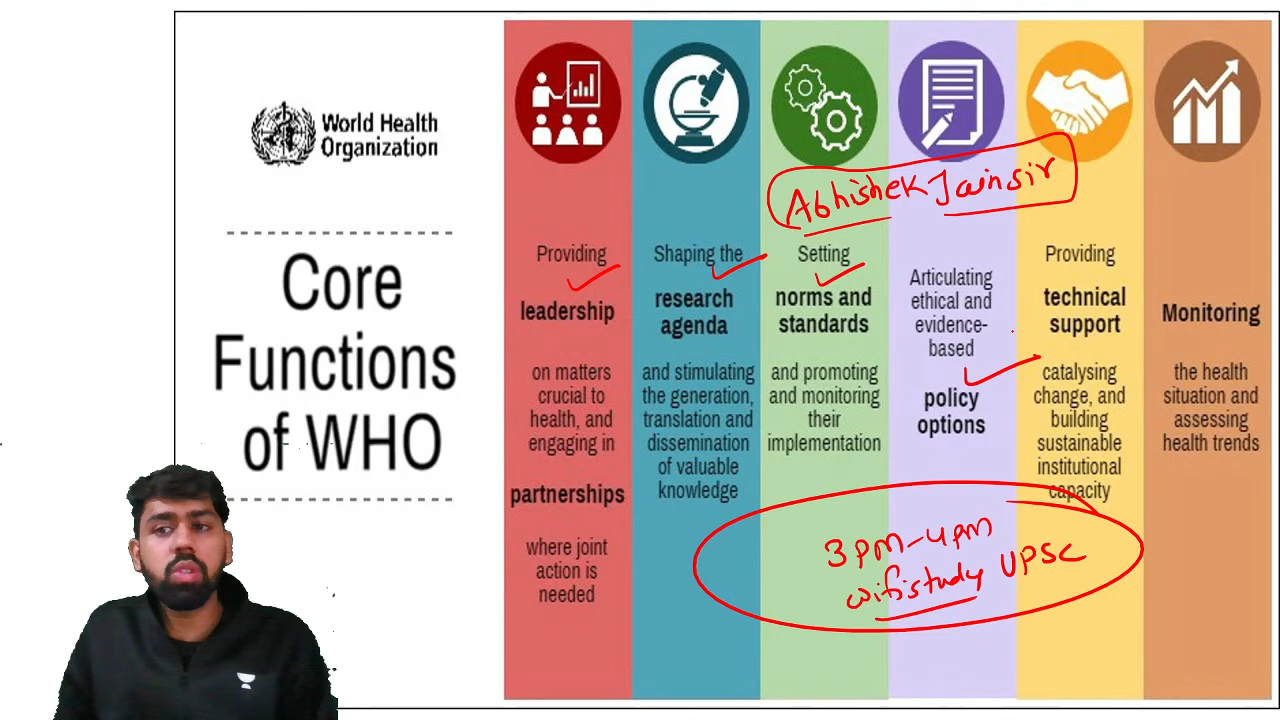 World Health
Organization
Core
Functions
of WHO
Providing
leadership
on matters
crucial to
health, and
engaging in
partnerships
where joint
action is
needed
Shaping the
research
agenda
and stimulating
the generation,
translation and
dissemination
of valuable
knowledge
Setting
norms and
standards
and promoting
and monitoring
their
implementation
Articulating
ethical and
evidence-
based
policy
options
Providing
technical
support
catalysing
change, and
building
sustainable
institutional
capacity
Monitoring
the health
situation and
assessing
health trends
Abhishek Jain sir
3 pm - 4 pm
wifistudy UPSC